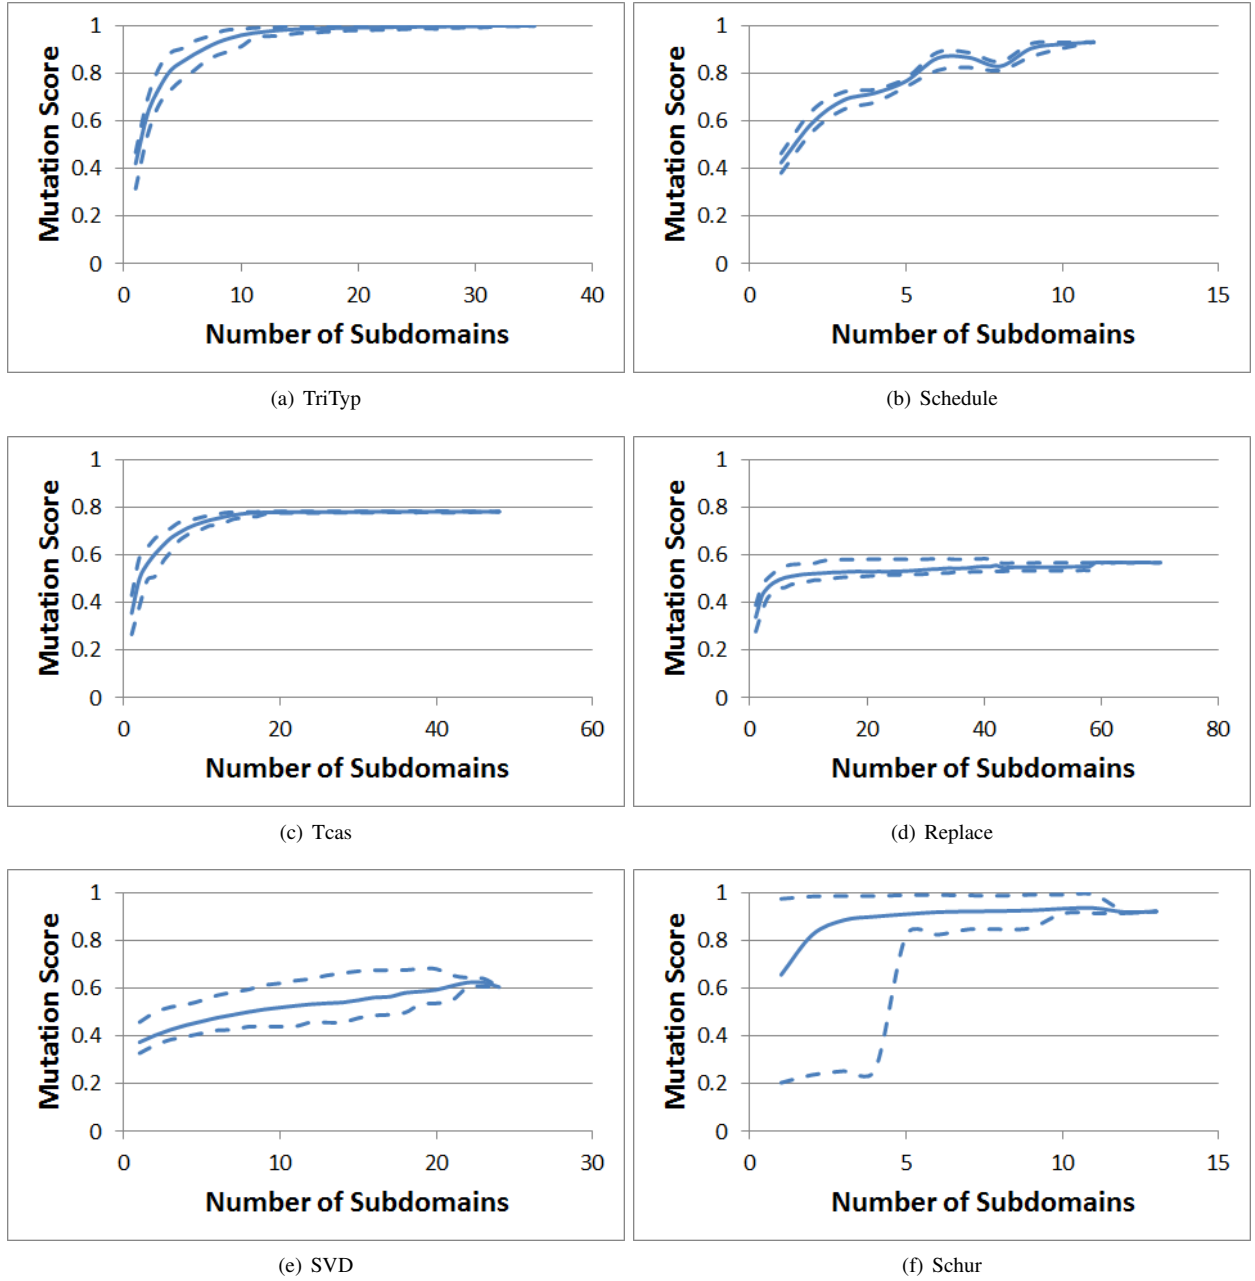 1
0.8
0.6
0.4
0.2
0
Mutation Score
0 10 20 30 40
Number of Subdomains
(a) TriTyp
1
0.8
0.6
0.4
0.2
0
Mutation Score
0 5 10 15
Number of Subdomains
(b) Schedule
1
0.8
0.6
0.4
0.2
0
Mutation Score
0 20 40 60
Number of Subdomains
(c) Tcas
1
0.8
0.6
0.4
0.2
0
Mutation Score
0 20 40 60 80
Number of Subdomains
(d) Replace
1
0.8
0.6
0.4
0.2
0
Mutation Score
0 10 20 30
Number of Subdomains
(e) SVD
1
0.8
0.6
0.4
0.2
0
Mutation Score
0 5 10 15
Number of Subdomains
(f) Schur